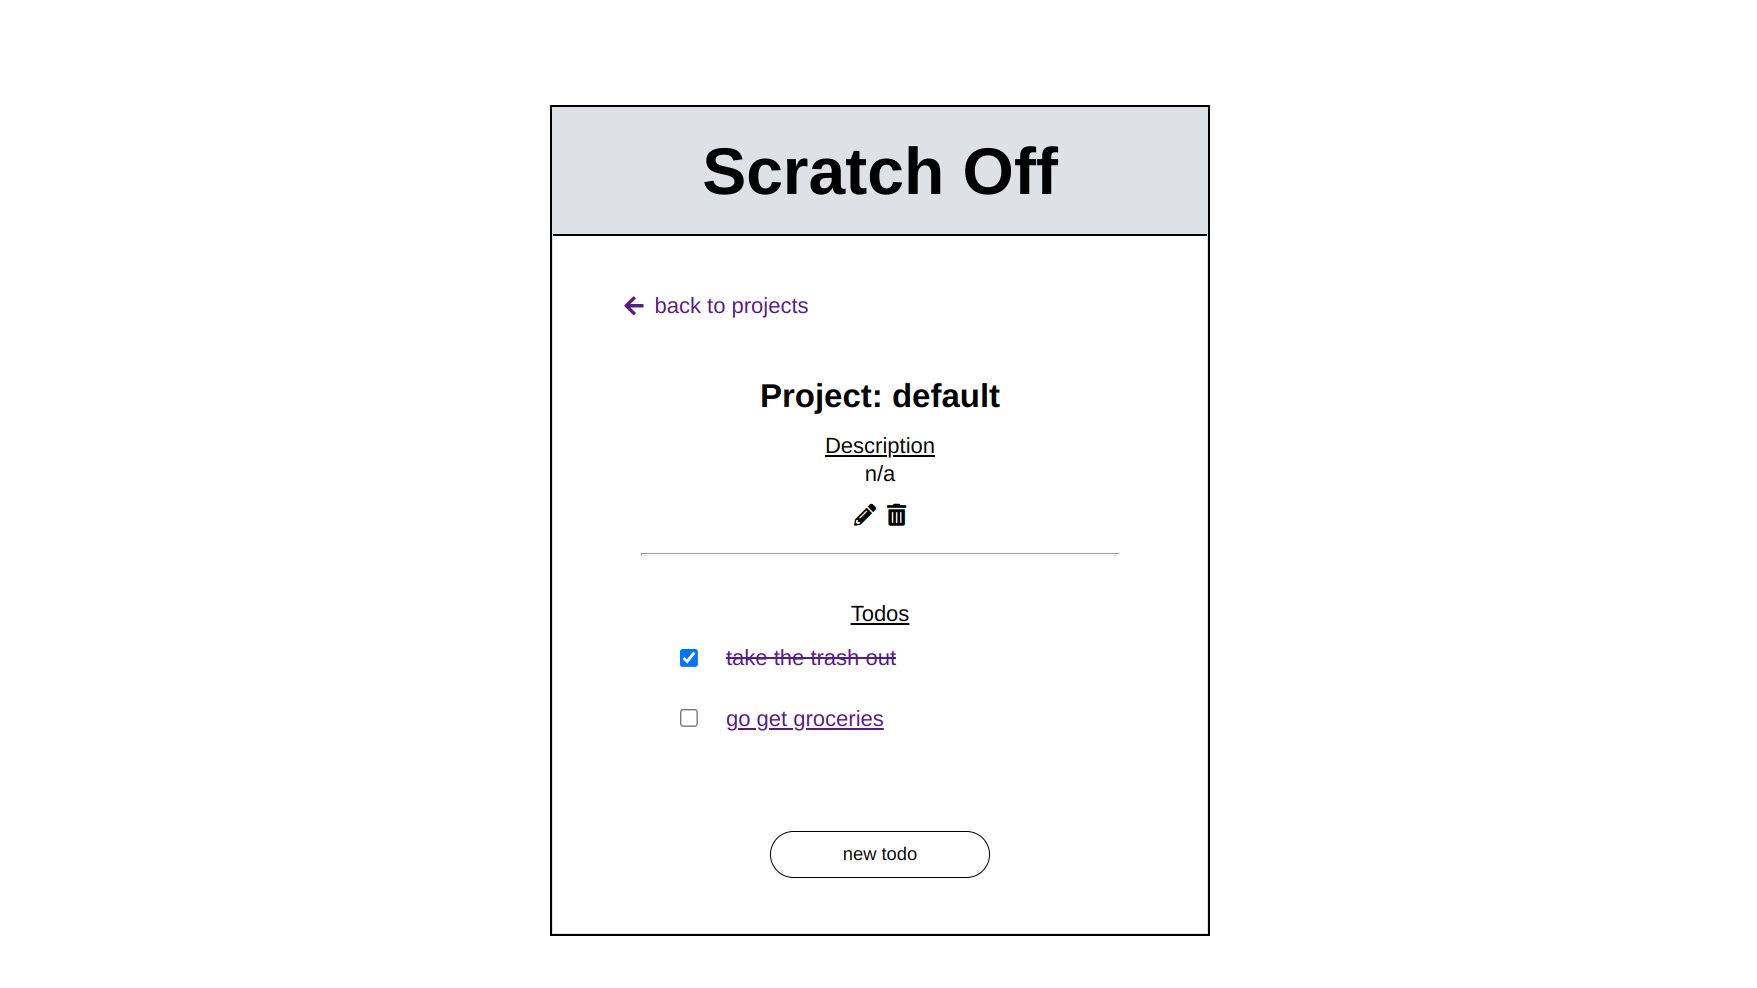 Scratch Off
back to projects
Project: default
Description
n/a
Todos
take the trash out
go get groceries
new todo